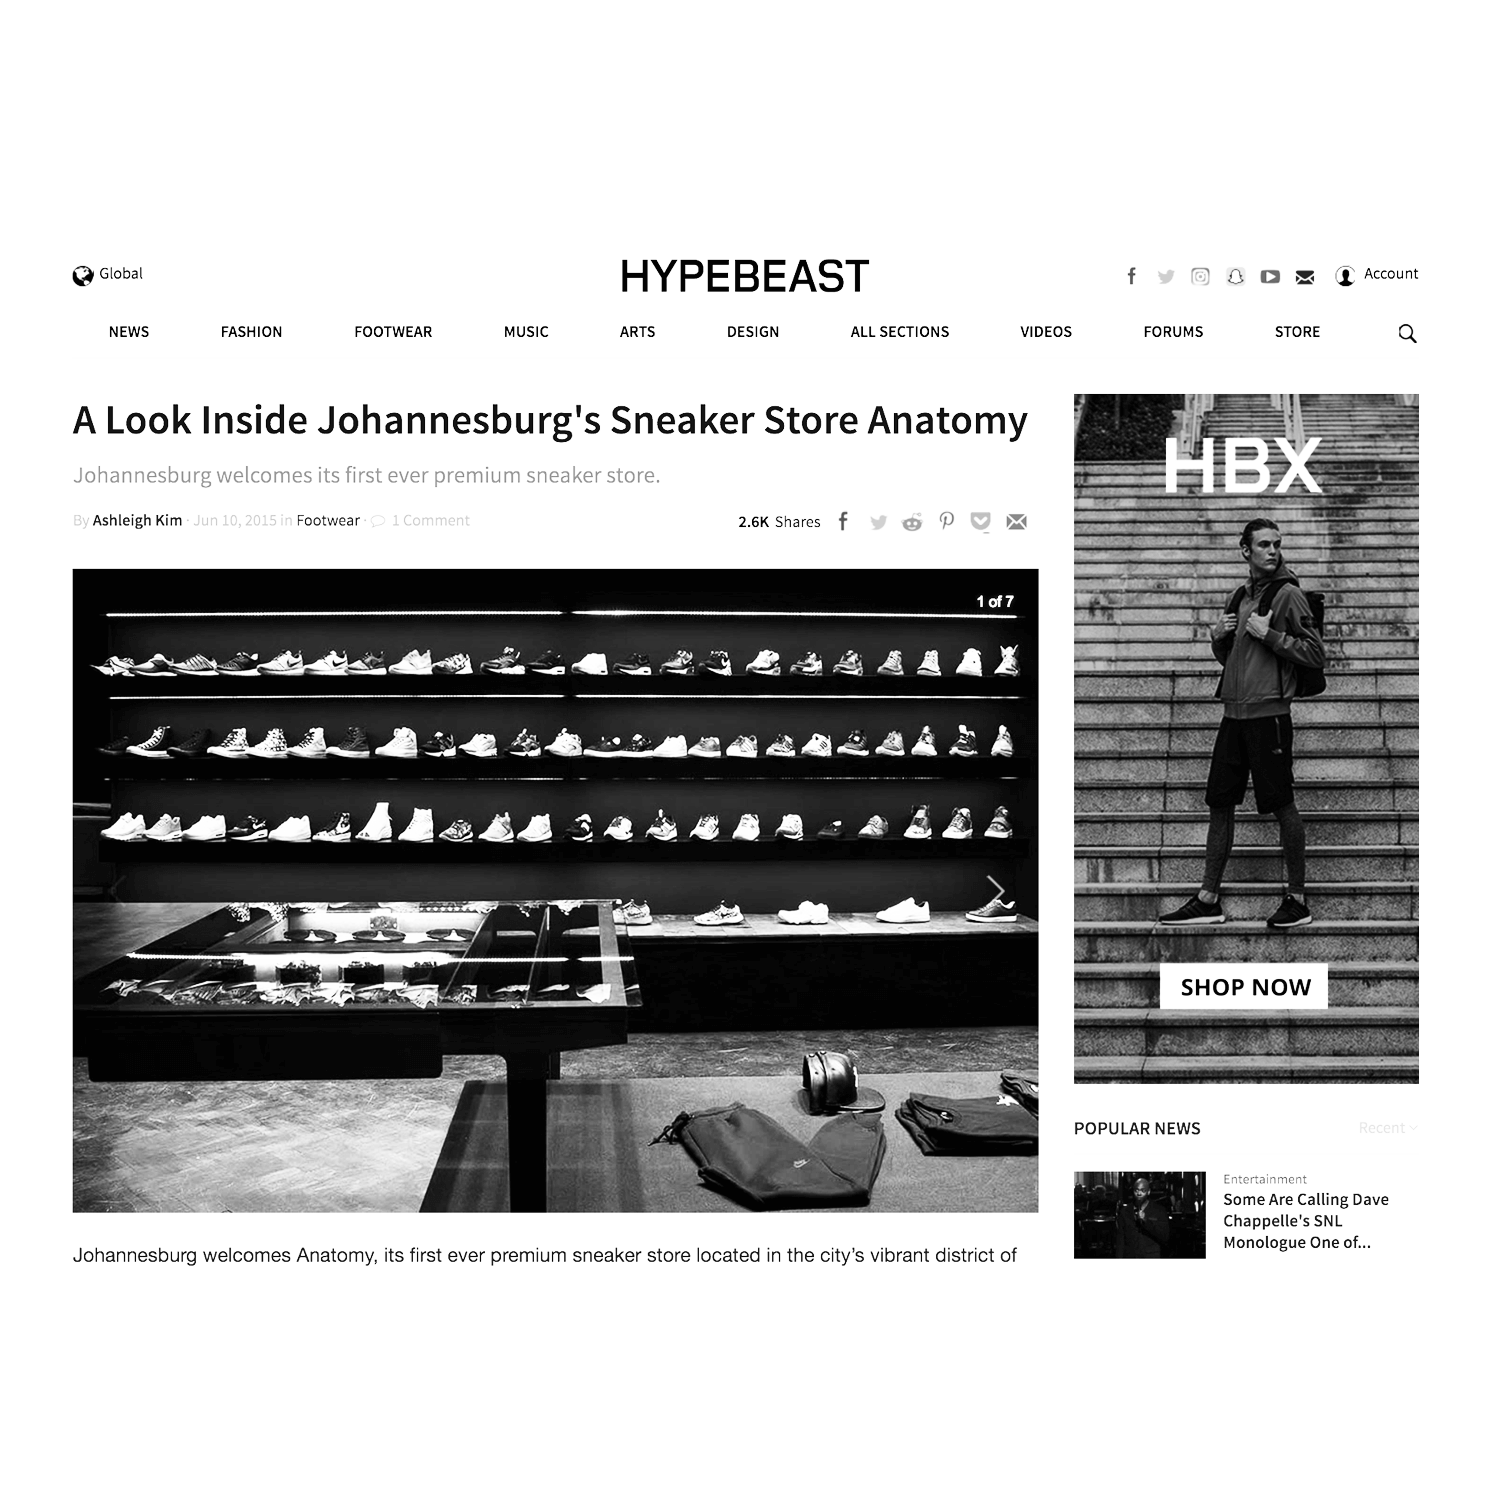 Global
HYPEBEAST
Account
NEWS FASHION FOOTWEAR MUSIC ARTS DESIGN ALL SECTIONS VIDEOS FORUMS STORE
A Look Inside Johannesburg's Sneaker Store Anatomy
Johannesburg welcomes its first ever premium sneaker store.
By Ashleigh Kim · Jun 10, 2015 in Footwear · 1 Comment
2.6K Shares
1 of 7
Johannesburg welcomes Anatomy, its first ever premium sneaker store located in the city’s vibrant district of
HBX
SHOP NOW
POPULAR NEWS
Recent
Entertainment
Some Are Calling Dave
Chappelle's SNL
Monologue One of...